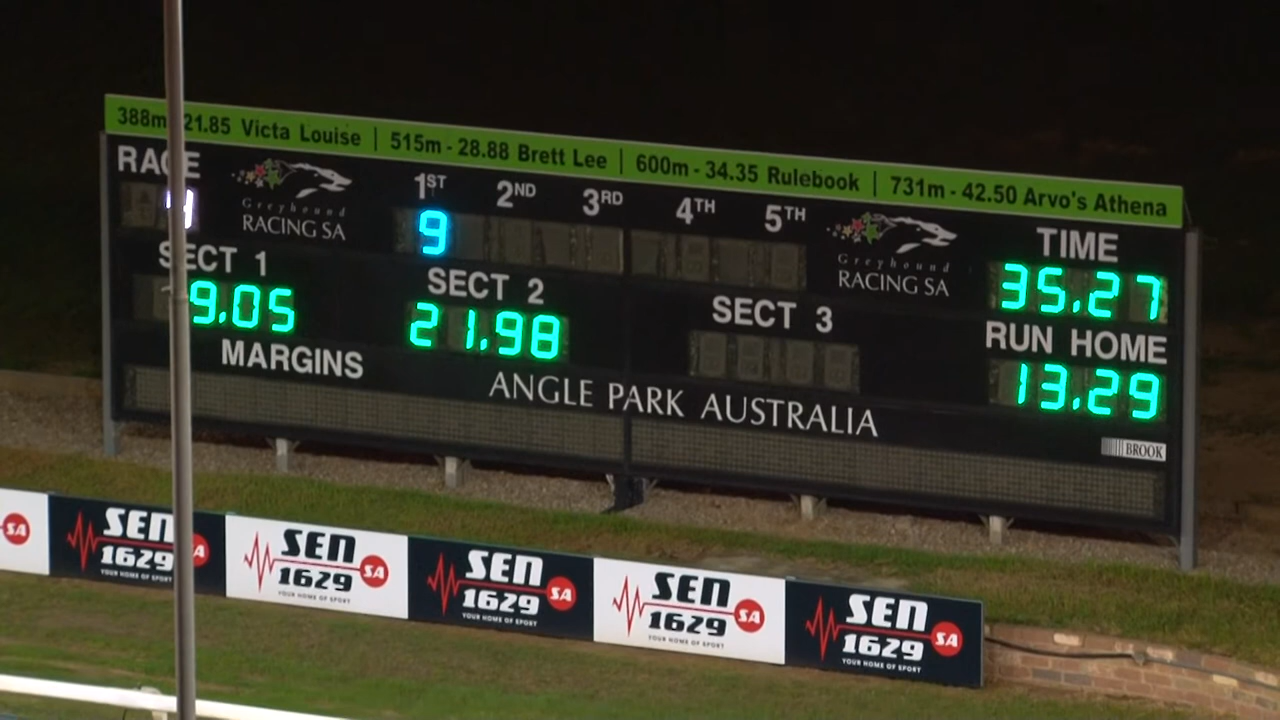 388m 21.85 Victa Louise | 515m - 28.88 Brett Lee | 600m - 34.35 Rulebook | 731m - 42.50 Arvo's Athena
RACE
4
Greyhound
RACING SA
1ST 2ND 3RD 4TH 5TH
9
Greyhound
RACING SA
TIME
35.27
SECT 1
9.05
SECT 2
21.98
SECT 3
RUN HOME
13.29
MARGINS
ANGLE PARK AUSTRALIA
BROOK
SA
SEN
1629 A
YOUR HOME OF SPORT
SEN
1629 SA
YOUR HOME OF SPORT
SEN
1629 SA
YOUR HOME OF SPORT
SEN
1629 SA
YOUR HOME OF SPORT
SEN
1629 SA
YOUR HOME OF SPORT